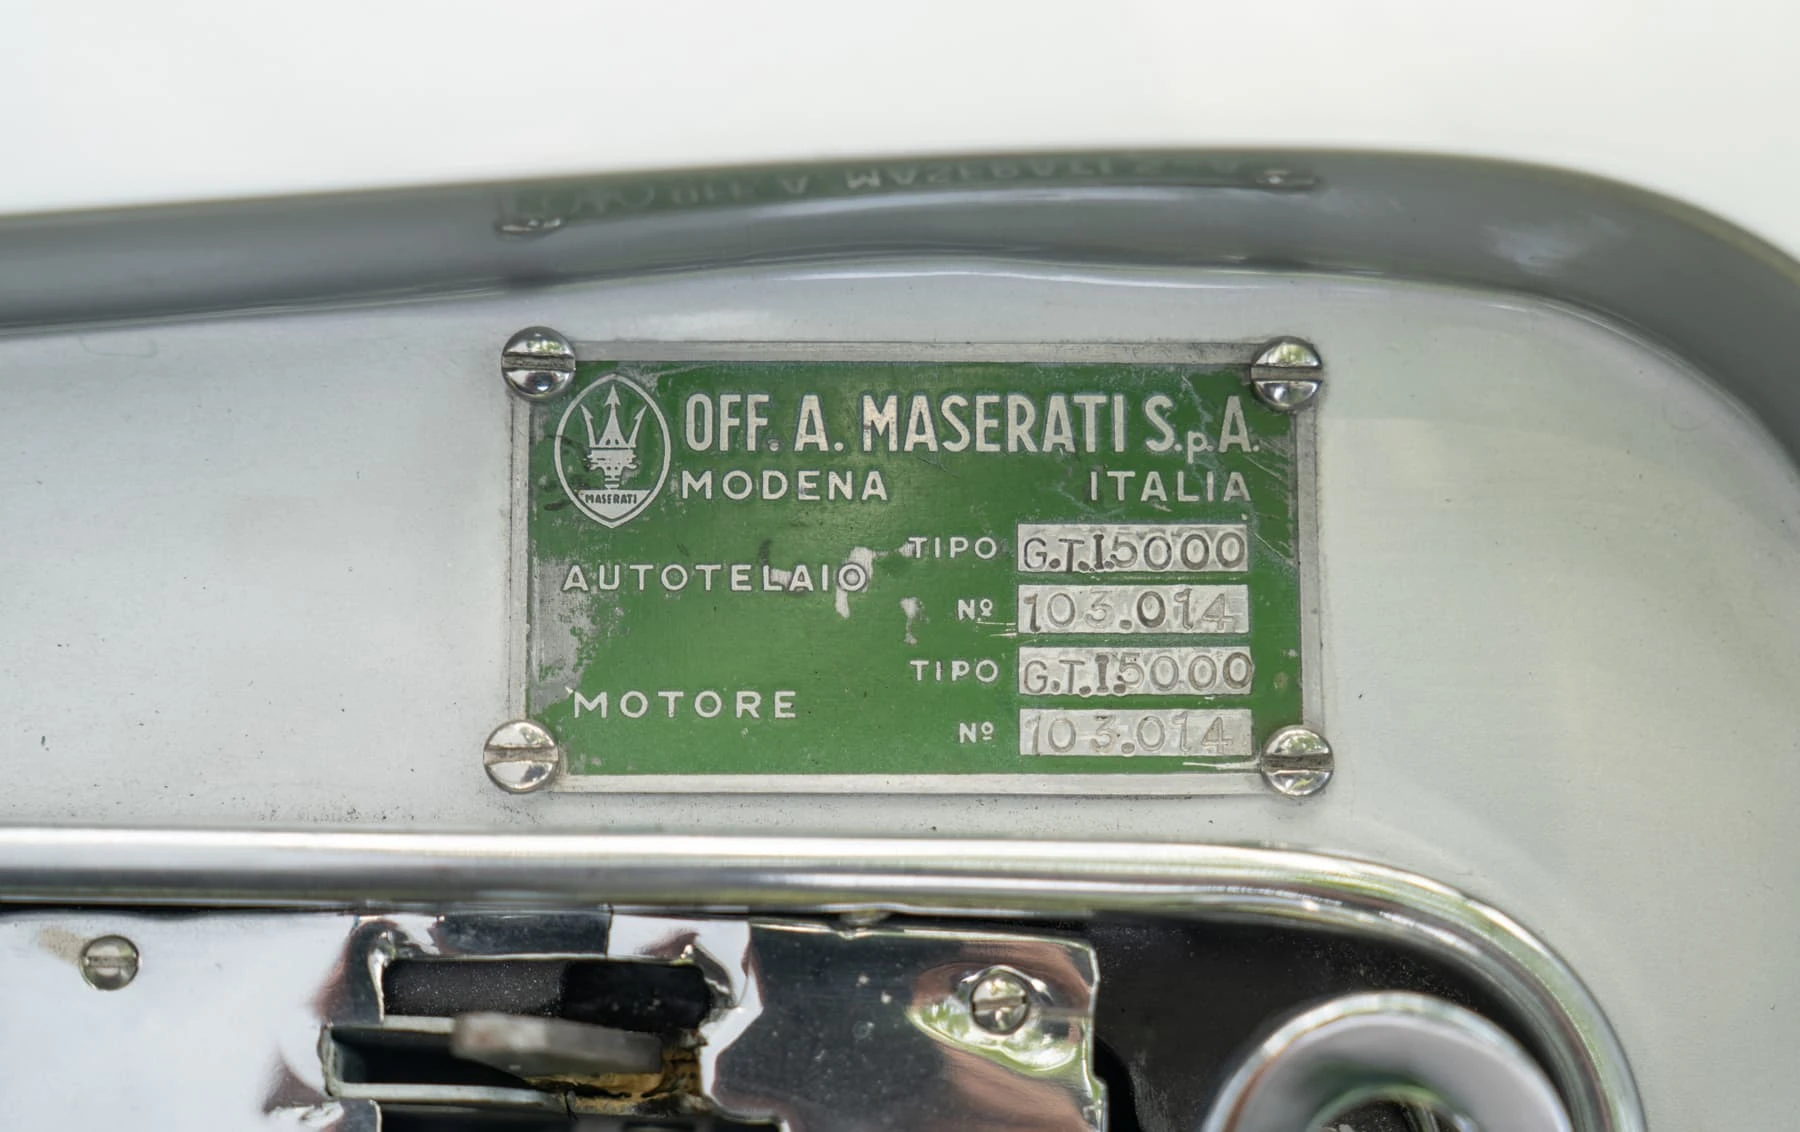 OFF. A. MASERATI S.p.A.
MASERATI
MODENA ITALIA
TIPO G.T.I.5000
AUTOTELAIO
Nº 103.014
TIPO G.T.I.5000
MOTORE
Nº 103.014